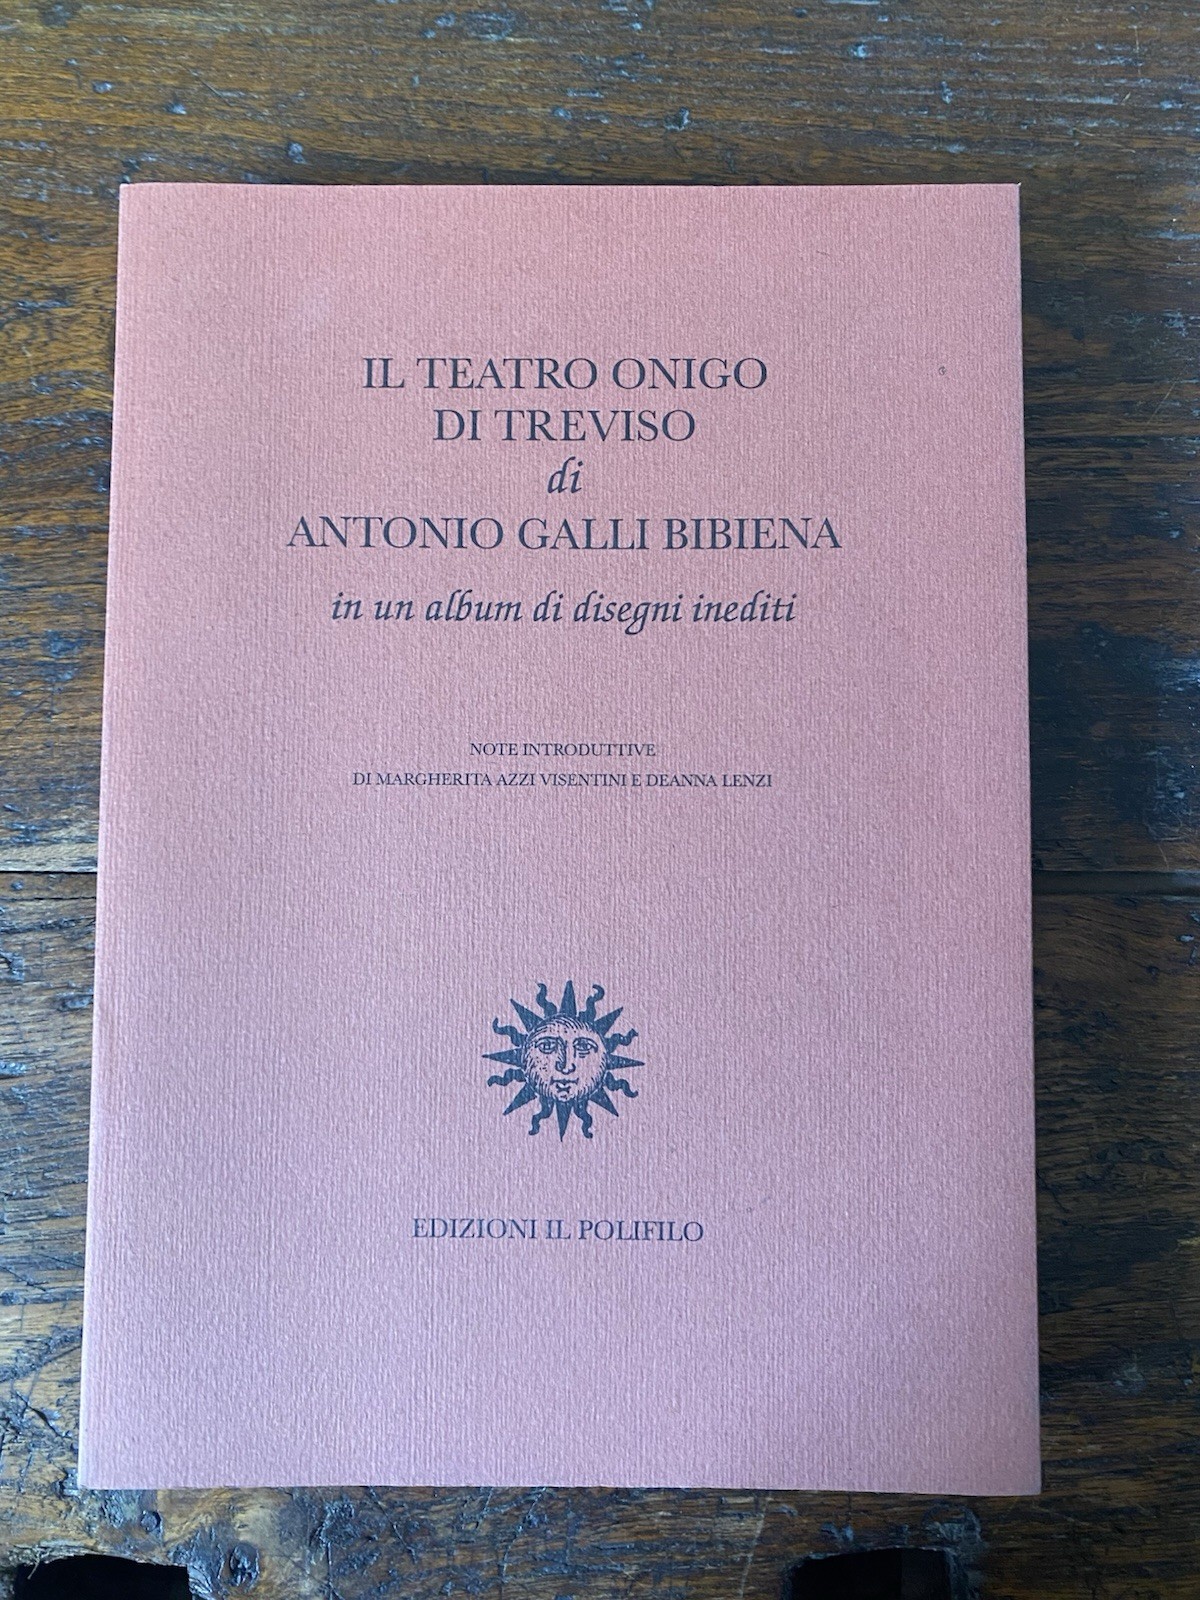 IL TEATRO ONIGO
DI TREVISO
di
ANTONIO GALLI BIBIENA
in un album di disegni inediti
NOTE INTRODUTTIVE
DI MARGHERITA AZZI VISENTINI E DEANNA LENZI
EDIZIONI IL POLIFILO